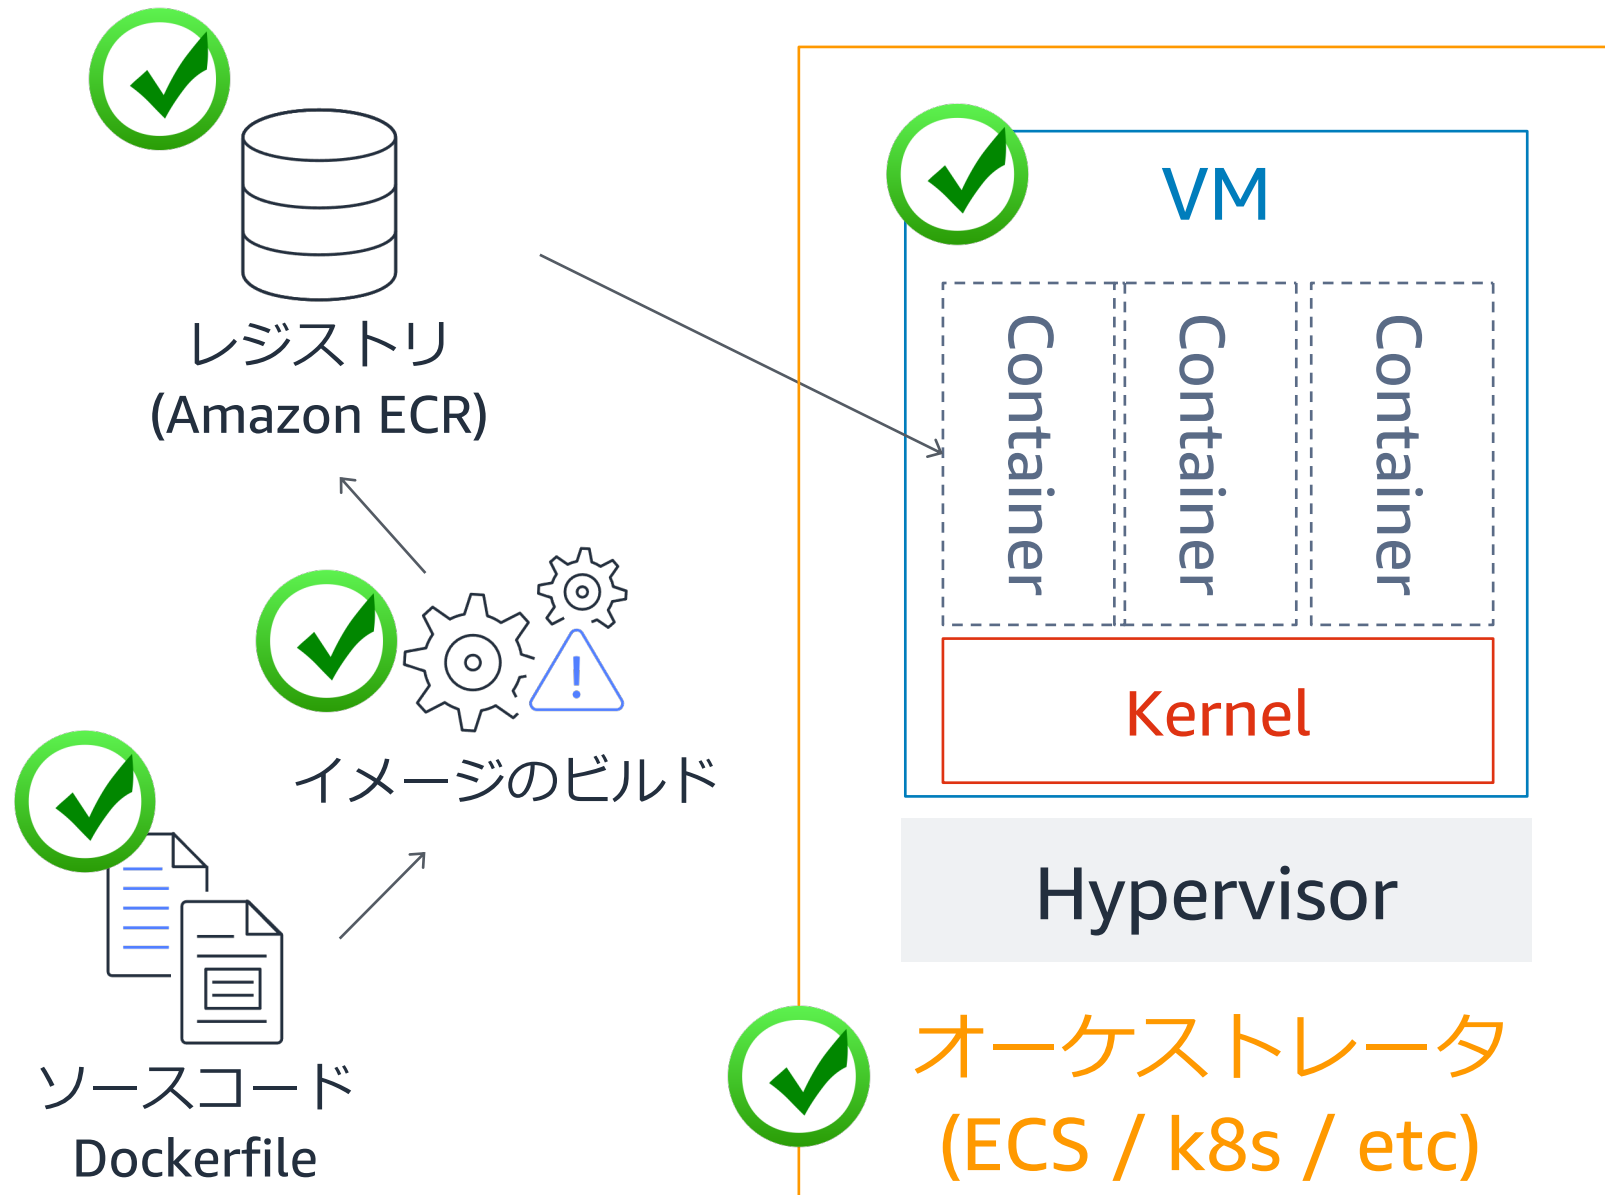 レジストリ
(Amazon ECR)
イメージのビルド
ソースコード
Dockerfile
VM
Container
Container
Container
Kernel
Hypervisor
オーケストレータ
(ECS / k8s / etc)